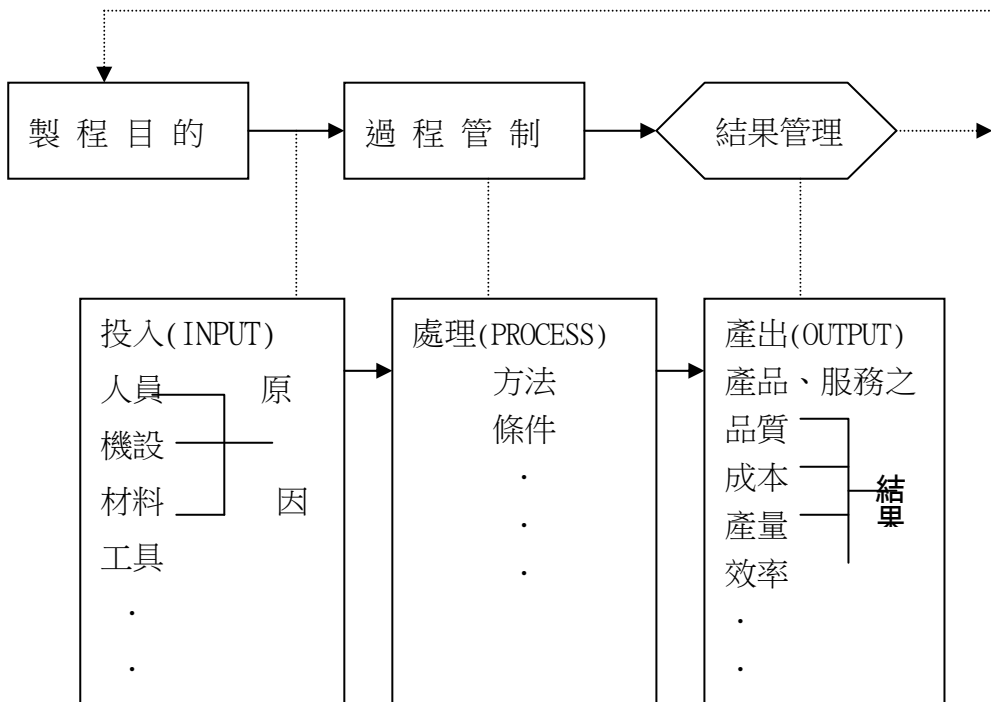 製 程 目 的
過 程 管 制
結果管理
投入(INPUT)
人員 原
機設
材料 因
工具
．
．
處理(PROCESS)
方法
條件
．
．
．
產出(OUTPUT)
產品、服務之
品質
成本
產量
效率
．
．
結
果